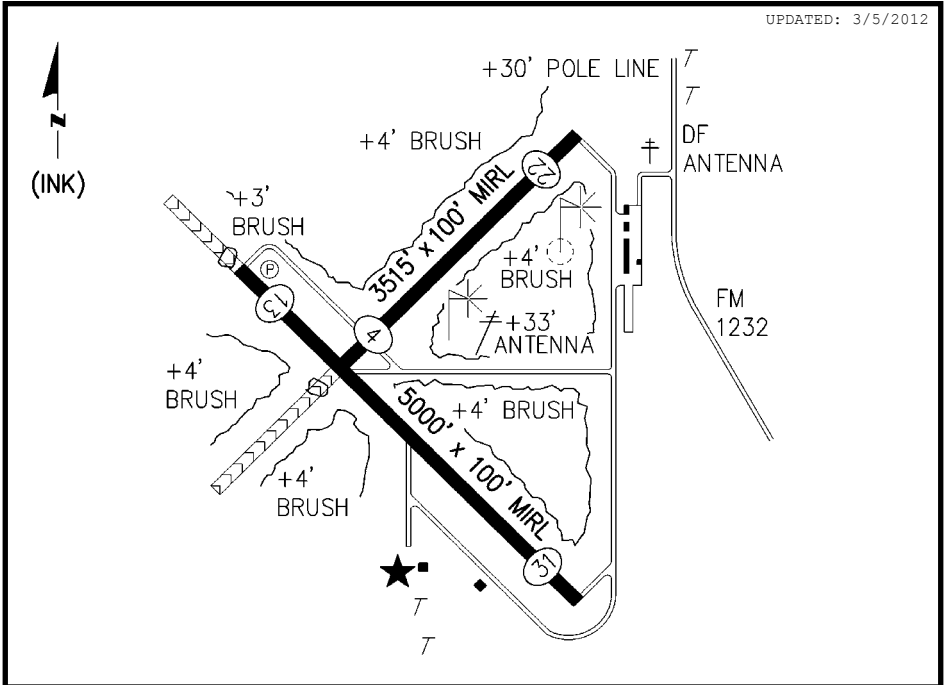 UPDATED: 3/5/2012
+30' POLE LINE
T
T
DF
ANTENNA
+4' BRUSH
N
(INK)
+3'
BRUSH
22
3515' x 100' MIRL
+4'
BRUSH
P
13
4
+33'
ANTENNA
FM
1232
+4'
BRUSH
+4' BRUSH
5000' x 100' MIRL
+4'
BRUSH
31
T
T